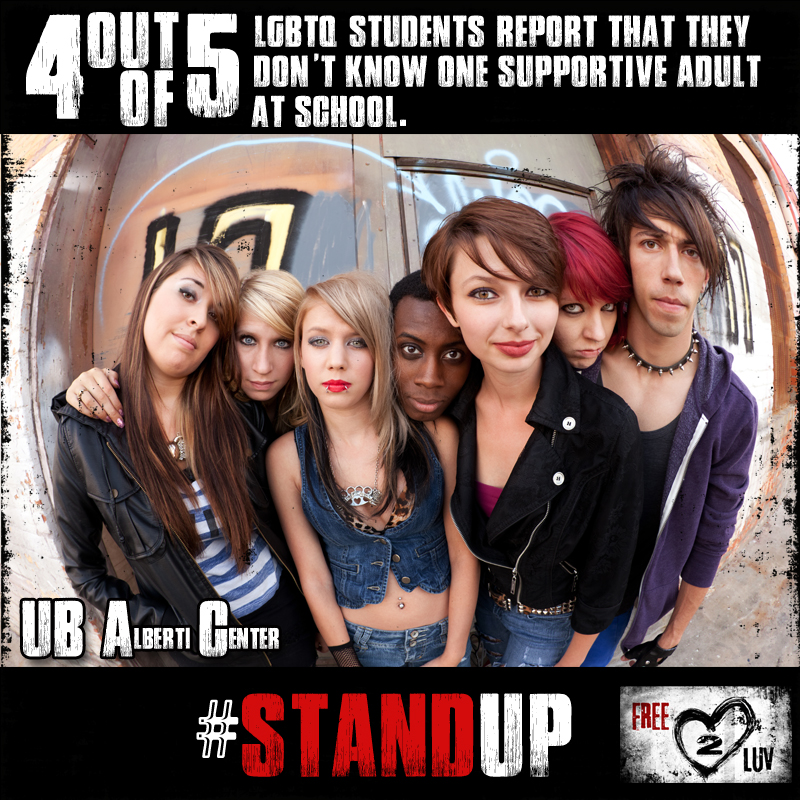 4 OUT OF 5 LGBTQ STUDENTS REPORT THAT THEY
DON'T KNOW ONE SUPPORTIVE ADULT
AT SCHOOL.
UB ALBERTI CENTER
#STANDUP
FREE
2
LUV